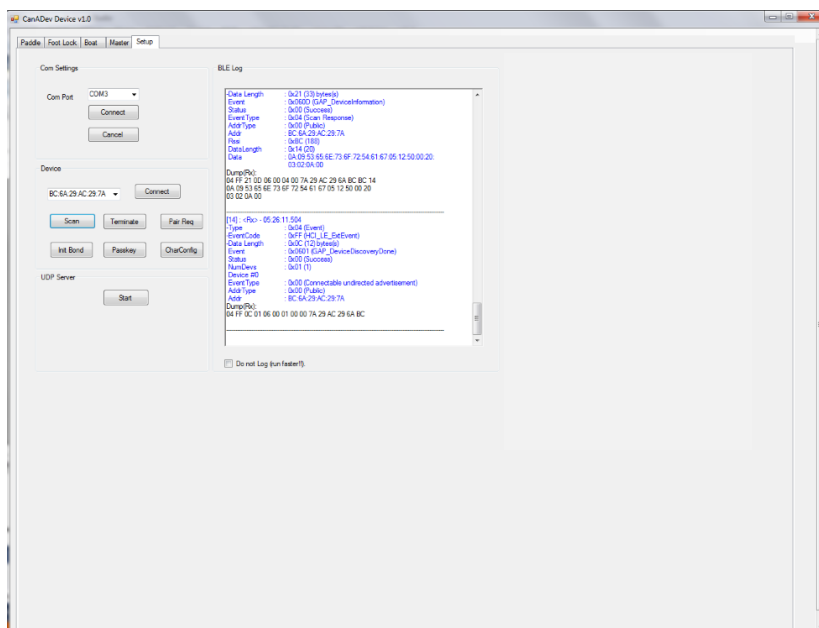 CanADev Device v1.0
Paddle Foot Lock Boat Master Setup
Com Settings
Com Port COM3
Connect
Cancel
Device
BC:6A:29:AC:29:7A Connect
Scan Terminate Pair Req
Init Bond Passkey CharConfig
UDP Server
Start
BLE Log
-Data Length : 0x21 (33) bytes(s)
Event : 0x060D (GAP_DeviceInformation)
Status : 0x00 (Success)
EventType : 0x04 (Scan Response)
AddrType : 0x00 (Public)
Addr : BC:6A:29:AC:29:7A
Rssi : 0xBC (188)
DataLength : 0x14 (20)
Data : 0A:09:53:65:6E:73:6F:72:54:61:67:05:12:50:00:20:
03:02:0A:00
Dump(Rx):
04 FF 21 0D 06 00 04 00 7A 29 AC 29 6A BC BC 14
0A 09 53 65 6E 73 6F 72 54 61 67 05 12 50 00 20
03 02 0A 00
[14] : <Rx> - 05:26:11.504
-Type : 0x04 (Event)
-EventCode : 0xFF (HCI_LE_ExtEvent)
-Data Length : 0x0C (12) bytes(s)
Event : 0x0601 (GAP_DeviceDiscoveryDone)
Status : 0x00 (Success)
NumDevs : 0x01 (1)
Device #0
EventType : 0x00 (Connectable undirected advertisement)
AddrType : 0x00 (Public)
Addr : BC:6A:29:AC:29:7A
Dump(Rx):
04 FF 0C 01 06 00 01 00 00 7A 29 AC 29 6A BC
Do not Log (run faster!!).